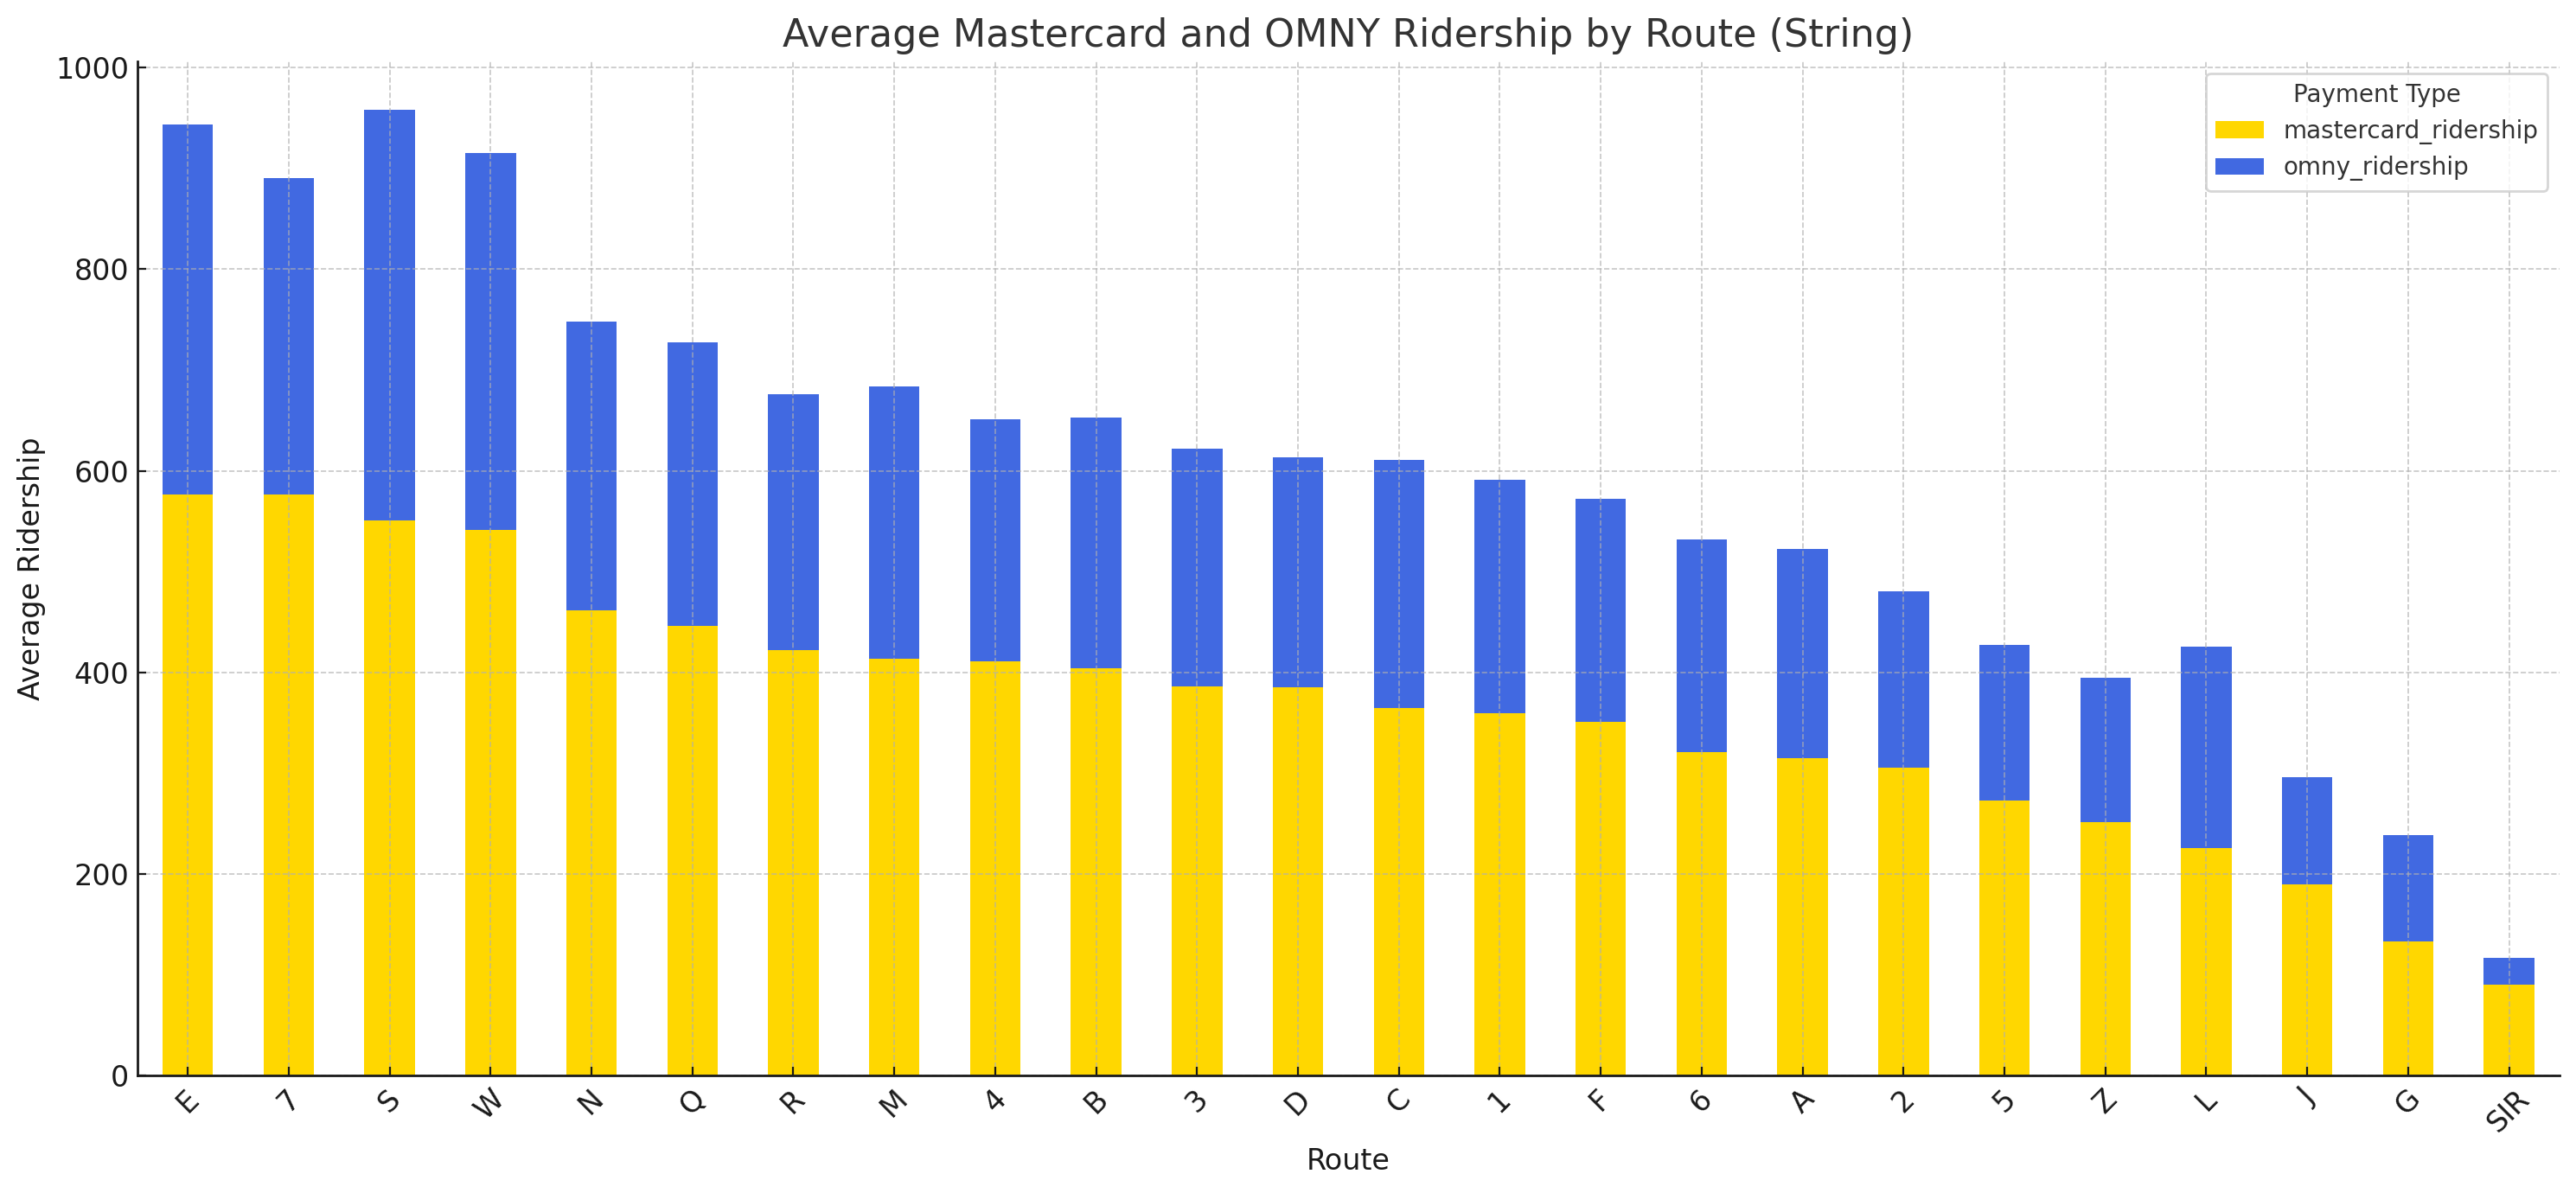 Average Mastercard and OMNY Ridership by Route (String)
1000
800
600
400
200
0
Average Ridership
Payment Type
mastercard_ridership
omny_ridership
E 7 S W N Q R M 4 B 3 D C 1 F 6 A 2 5 Z L J G SIR
Route